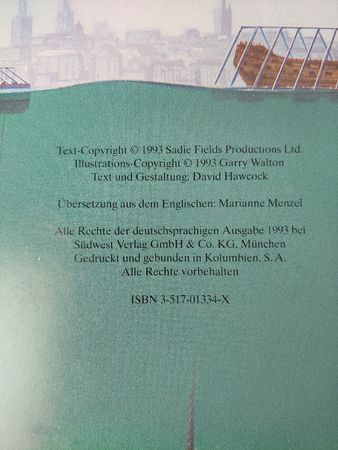 Text-Copyright © 1993 Sadie Fields Productions Ltd.
Illustrations-Copyright © 1993 Garry Walton
Text und Gestaltung: David Hawcock
Übersetzung aus dem Englischen: Marianne Menzel
Alle Rechte der deutschsprachigen Ausgabe 1993 bei
Südwest Verlag GmbH & Co. KG, München
Gedruckt und gebunden in Kolumbien, S. A.
Alle Rechte vorbehalten
ISBN 3-517-01334-X